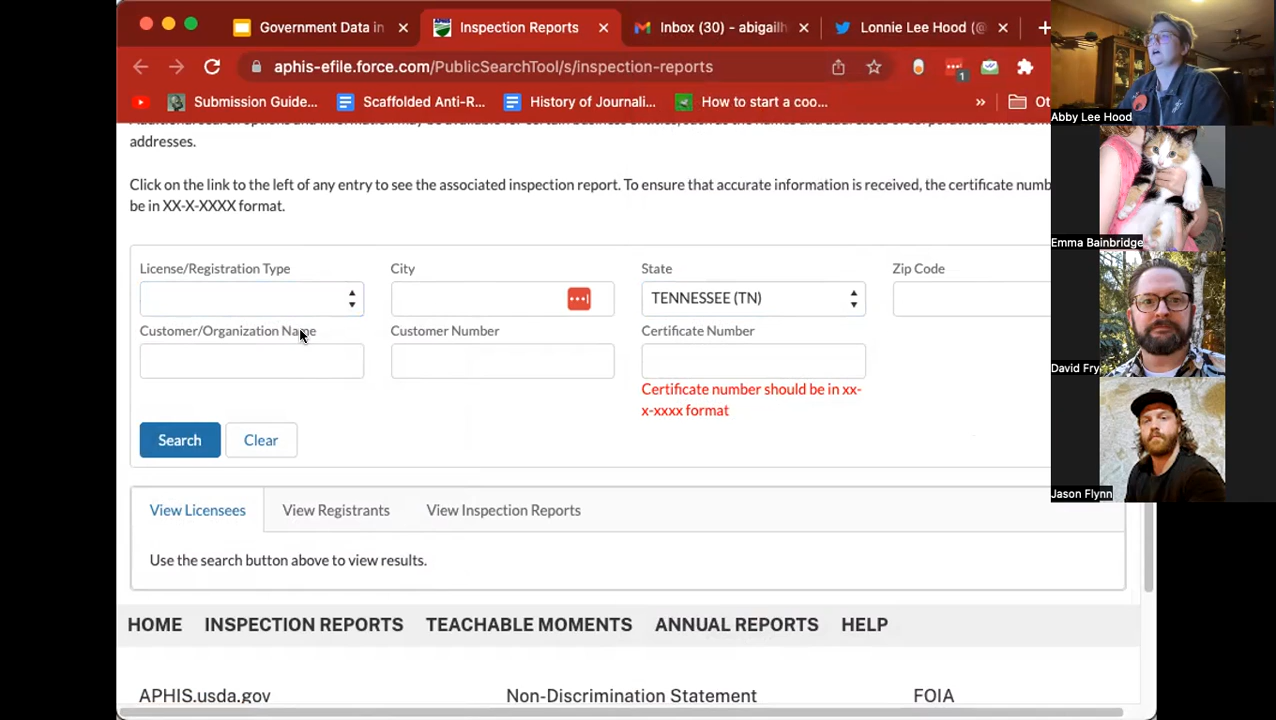 Government Data in
Inspection Reports
Inbox (30) - abigailh
Lonnie Lee Hood (@
aphis-efile.force.com/PublicSearchTool/s/inspection-reports
1
Submission Guide...
Scaffolded Anti-R...
History of Journali...
How to start a coo...
»
Ot
addresses.
Click on the link to the left of any entry to see the associated inspection report. To ensure that accurate information is received, the certificate numb
be in XX-X-XXXX format.
License/Registration Type
City
State
Zip Code
TENNESSEE (TN)
Customer/Organization Name
Customer Number
Certificate Number
Certificate number should be in xx-
x-xxxx format
Search
Clear
View Licensees
View Registrants
View Inspection Reports
Use the search button above to view results.
HOME
INSPECTION REPORTS
TEACHABLE MOMENTS
ANNUAL REPORTS
HELP
APHIS.usda.gov
Non-Discrimination Statement
FOIA
Abby Lee Hood
Emma Bainbridge
David Fry
Jason Flynn